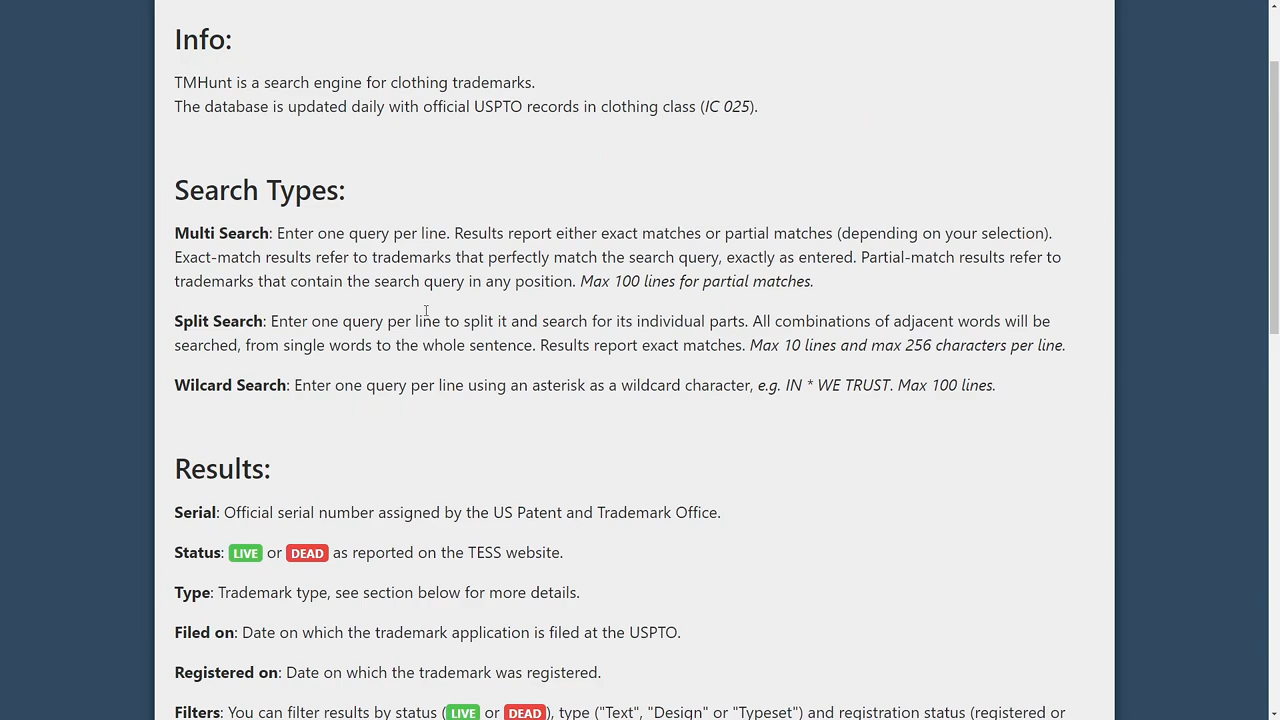 Info:
TMHunt is a search engine for clothing trademarks.
The database is updated daily with official USPTO records in clothing class (IC 025).
Search Types:
Multi Search: Enter one query per line. Results report either exact matches or partial matches (depending on your selection).
Exact-match results refer to trademarks that perfectly match the search query, exactly as entered. Partial-match results refer to
trademarks that contain the search query in any position. Max 100 lines for partial matches.
Split Search: Enter one query per line to split it and search for its individual parts. All combinations of adjacent words will be
searched, from single words to the whole sentence. Results report exact matches. Max 10 lines and max 256 characters per line.
Wilcard Search: Enter one query per line using an asterisk as a wildcard character, e.g. IN * WE TRUST. Max 100 lines.
Results:
Serial: Official serial number assigned by the US Patent and Trademark Office.
Status: LIVE or DEAD as reported on the TESS website.
Type: Trademark type, see section below for more details.
Filed on: Date on which the trademark application is filed at the USPTO.
Registered on: Date on which the trademark was registered.
Filters: You can filter results by status (LIVE or DEAD), type ("Text", "Design" or "Typeset") and registration status (registered or